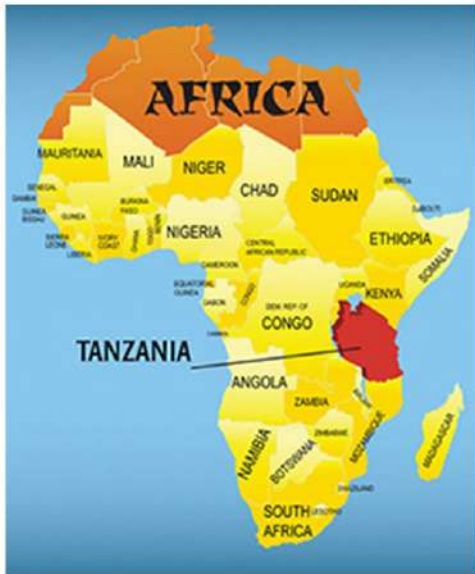 AFRICA
MAURITANIA
MALI
NIGER
CHAD
SUDAN
ERITREA
SENEGAL
GAMBIA
GUINEA
BISSAU
GUINEA
BURKINA
FASO
DJIBOUTI
SIERRA
LEONE
LIBERIA
IVORY
COAST
GHANA
TOGO
BENIN
NIGERIA
ETHIOPIA
SOMALIA
CENTRAL
AFRICAN REPUBLIC
CAMEROON
EQUATORIAL
GUINEA
GABON
CONGO
DEM. REP. OF
CONGO
UGANDA
KENYA
TANZANIA
ANGOLA
ZAMBIA
ZIMBABWE
MOZAMBIQUE
MADAGASCAR
NAMIBIA
BOTSWANA
SWAZILAND
LESOTHO
SOUTH
AFRICA